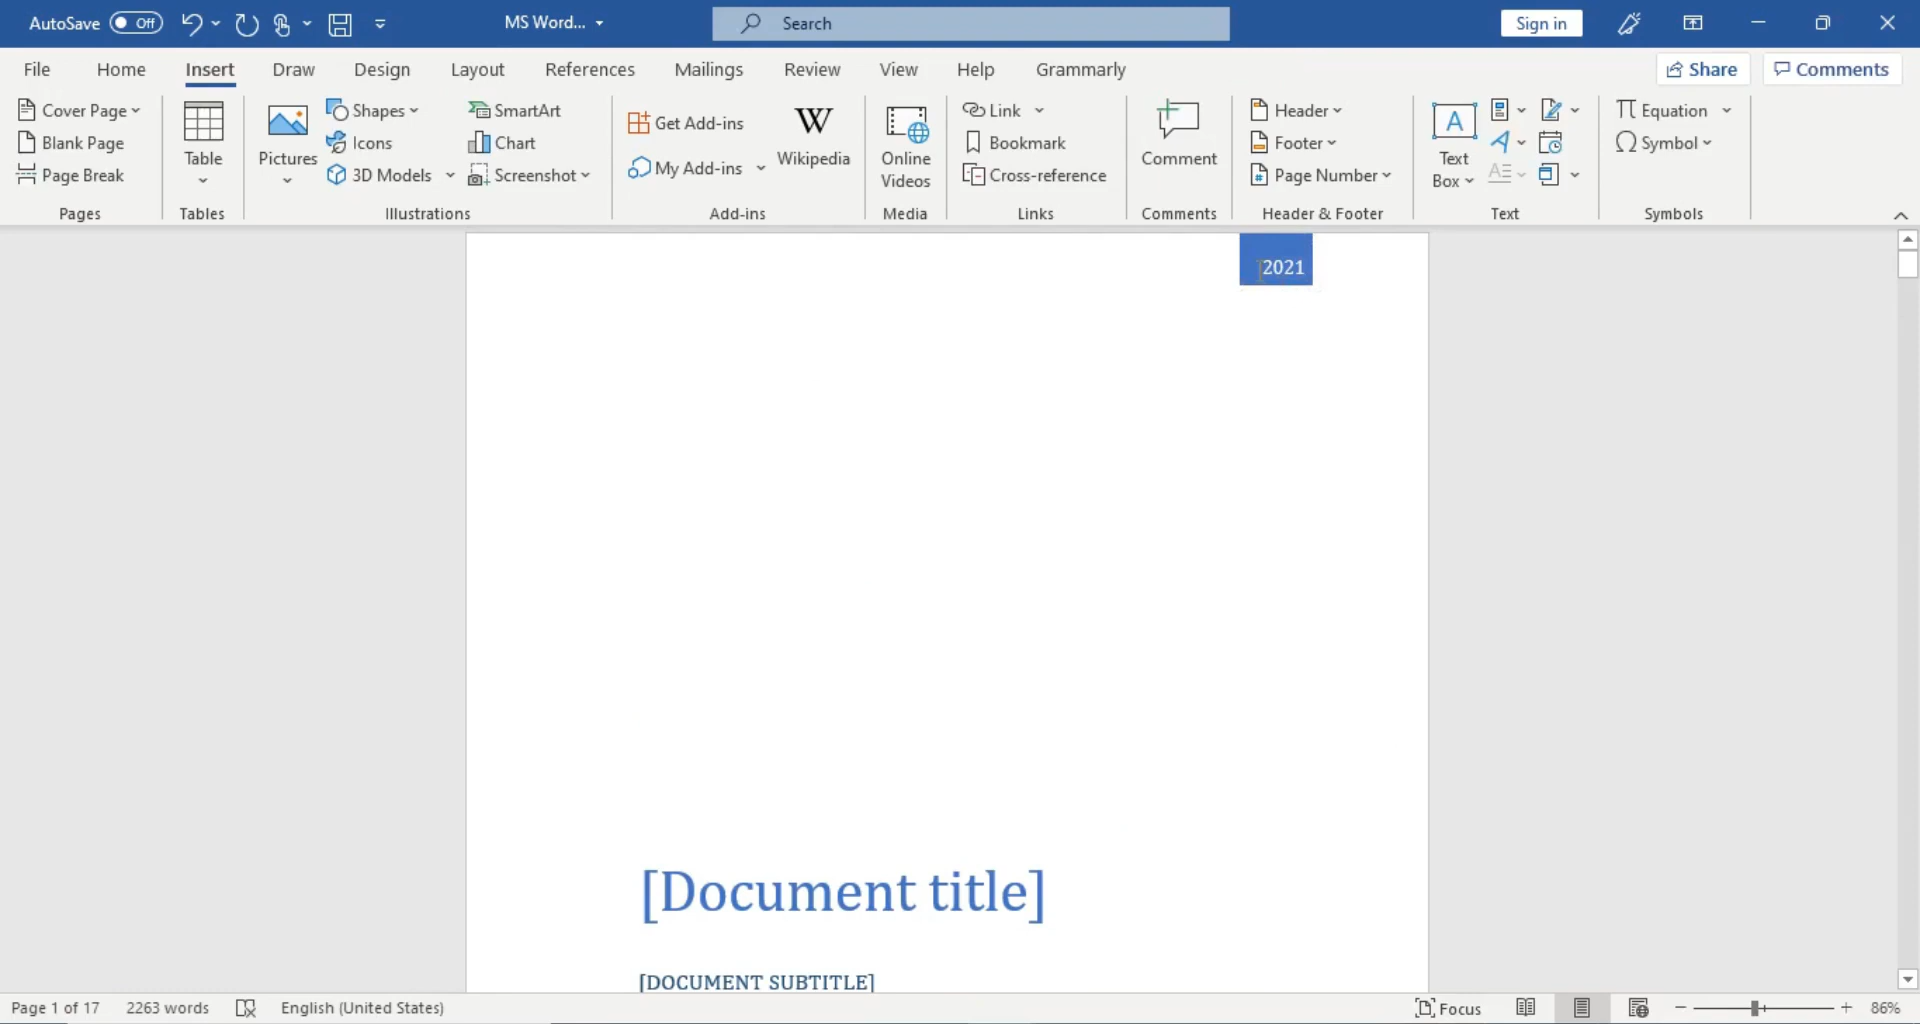 AutoSave Off MS Word... Search Sign in
File Home Insert Draw Design Layout References Mailings Review View Help Grammarly Share Comments
Cover Page
Blank Page
Page Break
Pages
Table
Tables
Pictures
Shapes
Icons
3D Models
SmartArt
Chart
Screenshot
Illustrations
Get Add-ins
My Add-ins
W
Wikipedia
Add-ins
Online
Videos
Media
Link
Bookmark
Cross-reference
Links
Comment
Comments
Header
Footer
Page Number
Header & Footer
A
Text
Box
Text
π Equation
Ω Symbol
Symbols
2021
[Document title]
[DOCUMENT SUBTITLE]
Page 1 of 17 2263 words English (United States) Focus 86%